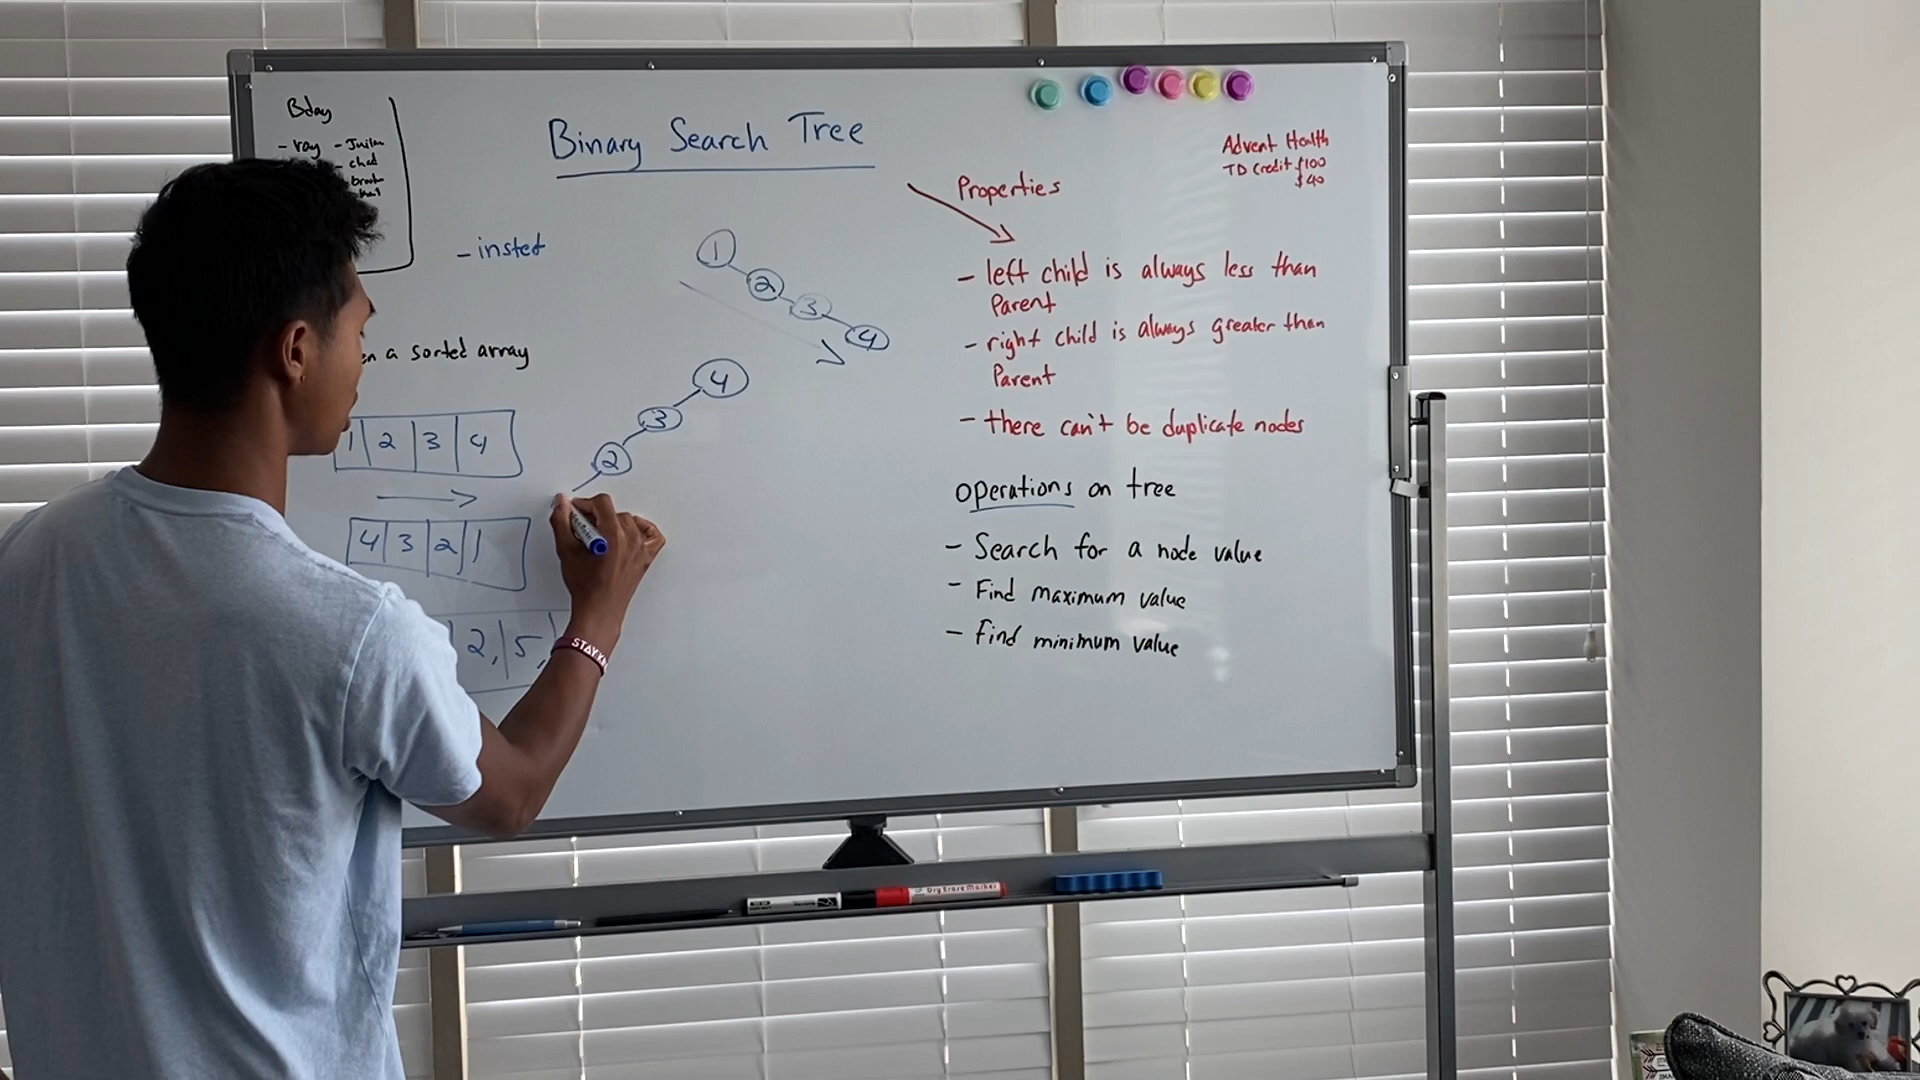 Bday
- ray - Juilan
- chad
Binary Search Tree
- insted
a sorted array
1 2 3 4
4 3 2 1
2, 5,
1
2
3
4
4
3
2
Properties
- left child is always less than
Parent
- right child is always greater than
Parent
- there can't be duplicate nodes
operations on tree
- Search for a node value
- Find maximum value
- find minimum value
Advent Health
TD Credit $100
$40
Dry Erase Marker